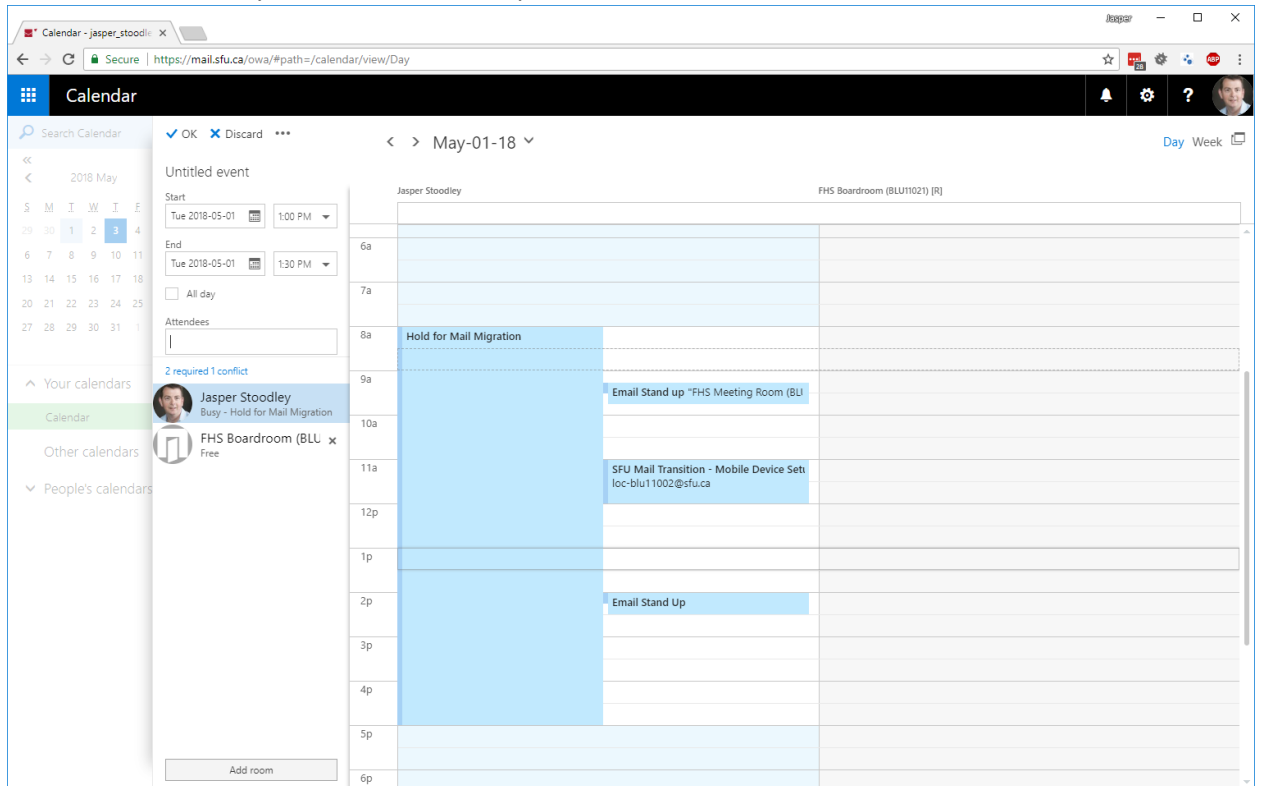 Calendar - jasper_stoodle
Jasper
Secure
https://mail.sfu.ca/owa/#path=/calendar/view/Day
28
ABP
Calendar
?
Search Calendar
OK Discard •••
May-01-18
Day Week
2018 May
S M T W T F
29 30 1 2 3 4
6 7 8 9 10 11
13 14 15 16 17 18
20 21 22 23 24 25
27 28 29 30 31 1
Your calendars
Calendar
Other calendars
People's calendars
Untitled event
Start
Tue 2018-05-01 1:00 PM
End
Tue 2018-05-01 1:30 PM
All day
Attendees
2 required 1 conflict
Jasper Stoodley
Busy - Hold for Mail Migration
FHS Boardroom (BLU
Free
Add room
Jasper Stoodley
FHS Boardroom (BLU11021) [R]
6a
7a
8a
Hold for Mail Migration
9a
Email Stand up "FHS Meeting Room (BLU
10a
11a
SFU Mail Transition - Mobile Device Setu
loc-blu11002@sfu.ca
12p
1p
2p
Email Stand Up
3p
4p
5p
6p